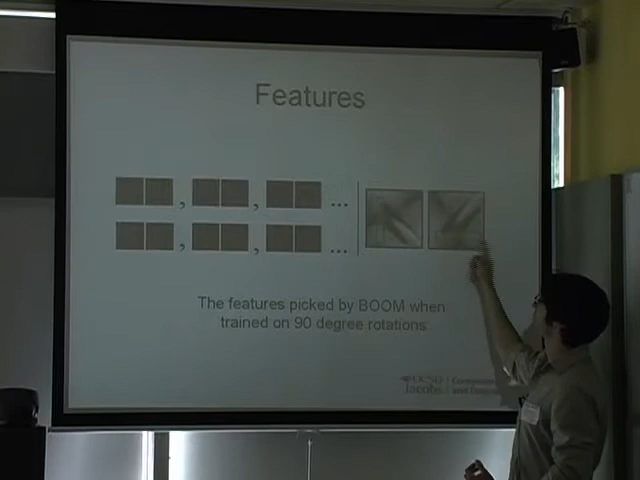 Features
, , ...
, , ...
The features picked by BOOM when
trained on 90 degree rotations
UCSD
Jacobs